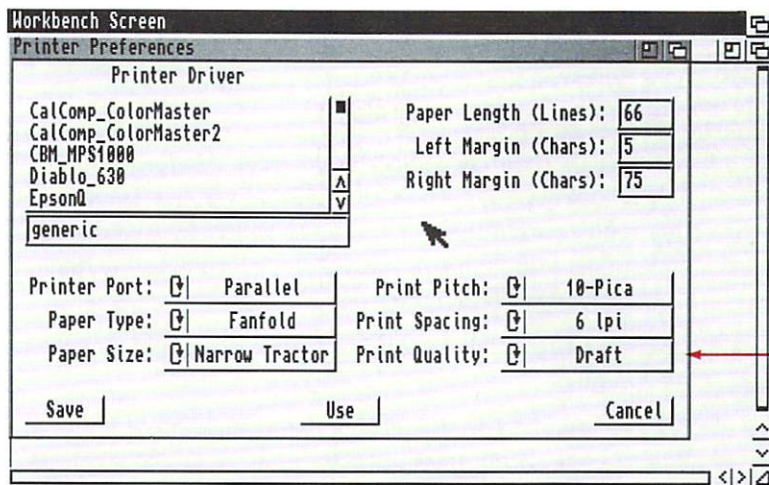 Workbench Screen
Printer Preferences
Printer Driver
CalComp_ColorMaster
CalComp_ColorMaster2
CBM_MPS1000
Diablo_630
EpsonQ
generic
Paper Length (Lines): 66
Left Margin (Chars): 5
Right Margin (Chars): 75
Printer Port: Parallel
Paper Type: Fanfold
Paper Size: Narrow Tractor
Print Pitch: 10-Pica
Print Spacing: 6 lpi
Print Quality: Draft
Save
Use
Cancel